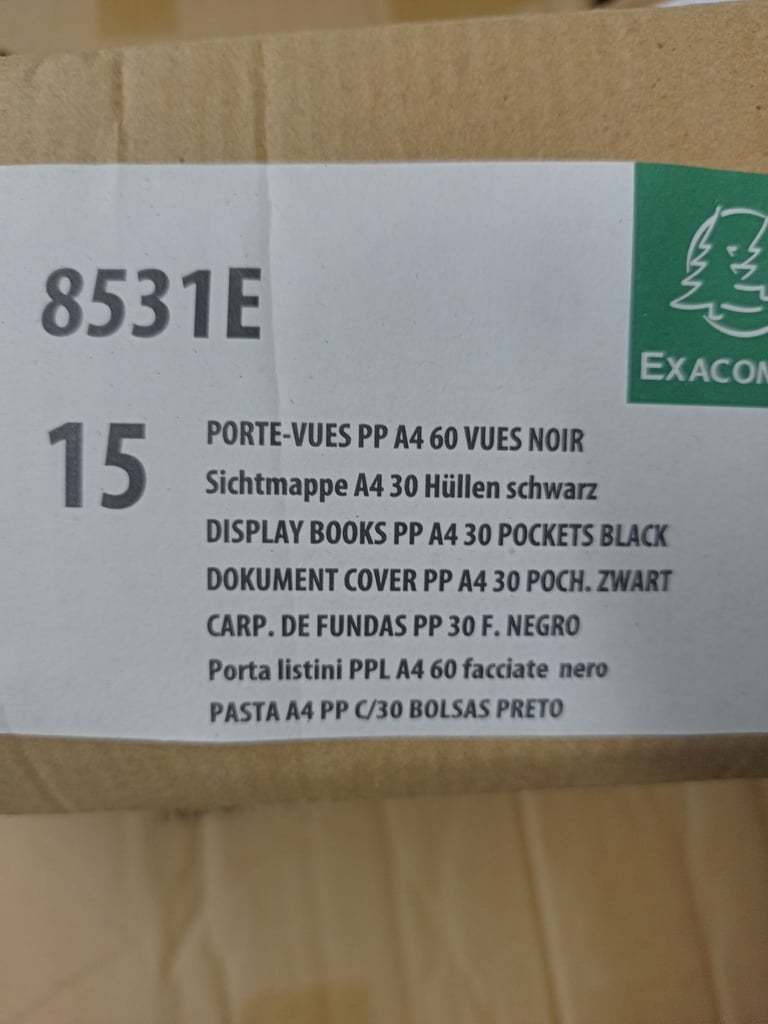 8531E
EXACOM
15
PORTE-VUES PP A4 60 VUES NOIR
Sichtmappe A4 30 Hüllen schwarz
DISPLAY BOOKS PP A4 30 POCKETS BLACK
DOKUMENT COVER PP A4 30 POCH. ZWART
CARP. DE FUNDAS PP 30 F. NEGRO
Porta listini PPL A4 60 facciate nero
PASTA A4 PP C/30 BOLSAS PRETO